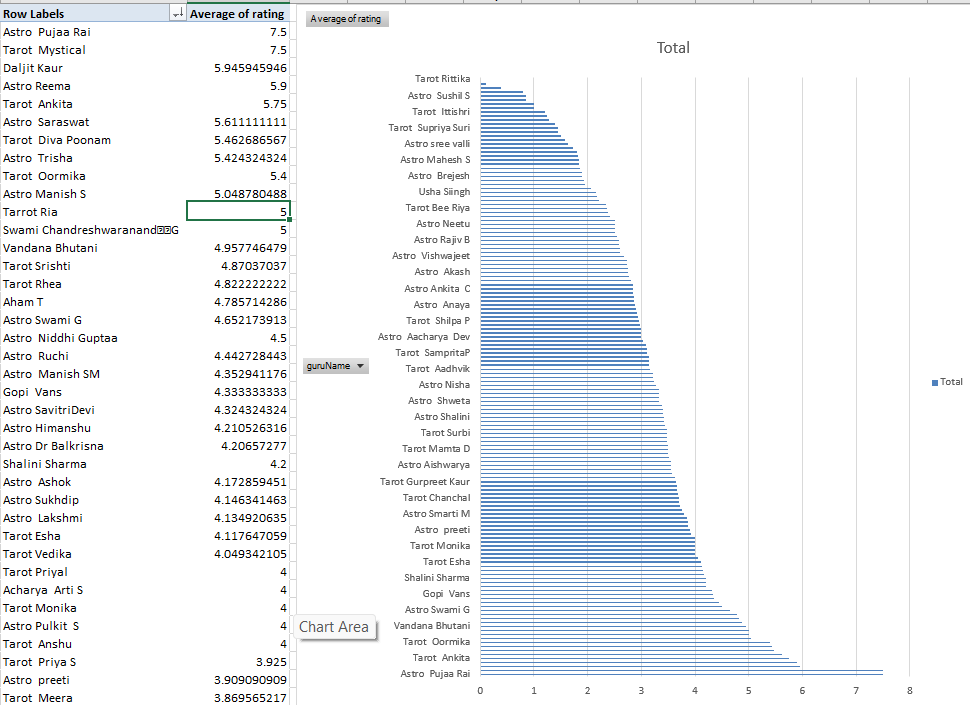 Row Labels Average of rating
Astro Pujaa Rai 7.5
Tarot Mystical 7.5
Daljit Kaur 5.945945946
Astro Reema 5.9
Tarot Ankita 5.75
Astro Saraswat 5.611111111
Tarot Diva Poonam 5.462686567
Astro Trisha 5.424324324
Tarot Oormika 5.4
Astro Manish S 5.048780488
Tarrot Ria 5
Swami Chandreshwaranand G 5
Vandana Bhutani 4.957746479
Tarot Srishti 4.87037037
Tarot Rhea 4.822222222
Aham T 4.785714286
Astro Swami G 4.652173913
Astro Niddhi Guptaa 4.5
Astro Ruchi 4.442728443
Astro Manish SM 4.352941176
Gopi Vans 4.333333333
Astro SavitriDevi 4.324324324
Astro Himanshu 4.210526316
Astro Dr Balkrisna 4.20657277
Shalini Sharma 4.2
Astro Ashok 4.172859451
Astro Sukhdip 4.146341463
Astro Lakshmi 4.134920635
Tarot Esha 4.117647059
Tarot Vedika 4.049342105
Tarot Priyal 4
Acharya Arti S 4
Tarot Monika 4
Astro Pulkit S 4
Tarot Anshu 4
Tarot Priya S 3.925
Astro preeti 3.909090909
Tarot Meera 3.869565217
Average of rating
Total
Tarot Rittika
Astro Sushil S
Tarot Ittishri
Tarot Supriya Suri
Astro sree valli
Astro Mahesh S
Astro Brejesh
Usha Siingh
Tarot Bee Riya
Astro Neetu
Astro Rajiv B
Astro Vishwajeet
Astro Akash
Astro Ankita C
Astro Anaya
Tarot Shilpa P
Astro Aacharya Dev
Tarot SampritaP
guruName
Tarot Aadhvik
Astro Nisha
Astro Shweta
Astro Shalini
Tarot Surbi
Tarot Mamta D
Astro Aishwarya
Tarot Gurpreet Kaur
Tarot Chanchal
Astro Smarti M
Astro preeti
Tarot Monika
Tarot Esha
Shalini Sharma
Gopi Vans
Astro Swami G
Vandana Bhutani
Tarot Oormika
Tarot Ankita
Astro Pujaa Rai
0 1 2 3 4 5 6 7 8
Total
Chart Area